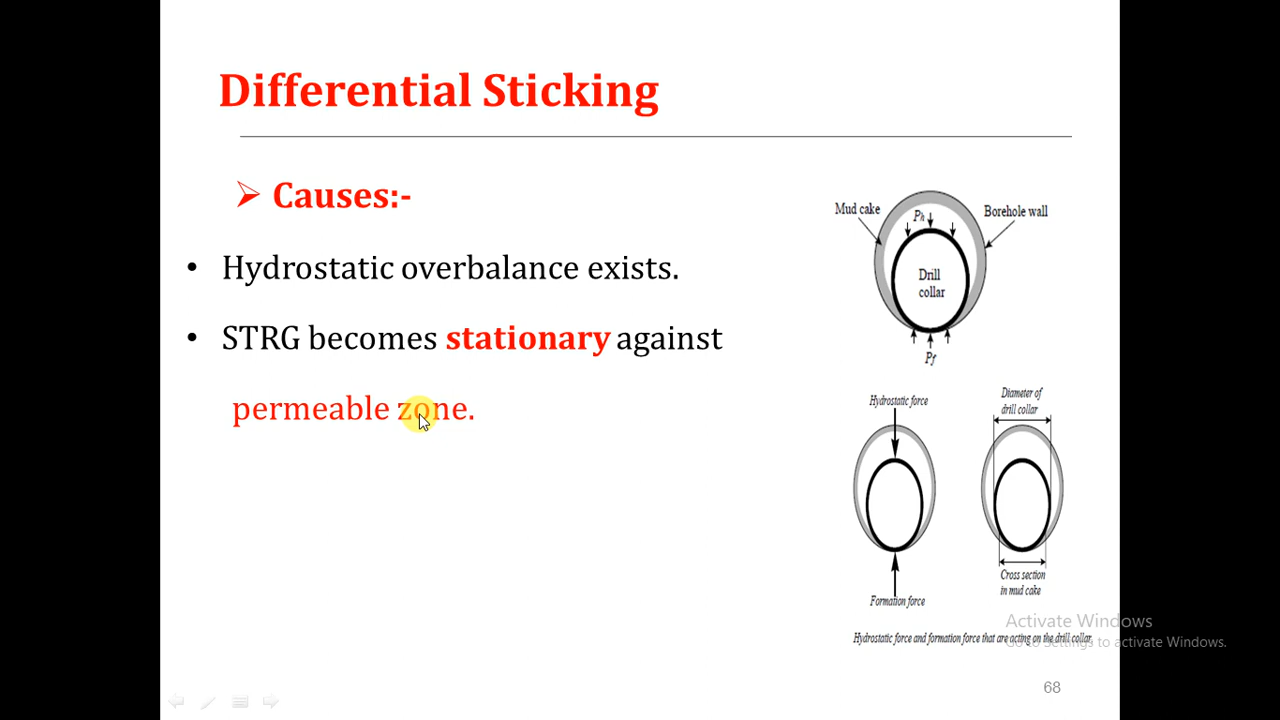 Differential Sticking
➢ Causes:-
• Hydrostatic overbalance exists.
• STRG becomes stationary against
permeable zone.
Mud cake
Ph
Borehole wall
Drill
collar
Pf
Hydrostatic force
Diameter of
drill collar
Cross section
in mud cake
Formation force
Hydrostatic force and formation force that are acting on the drill collar
Activate Windows
Go to Settings to activate Windows.
68